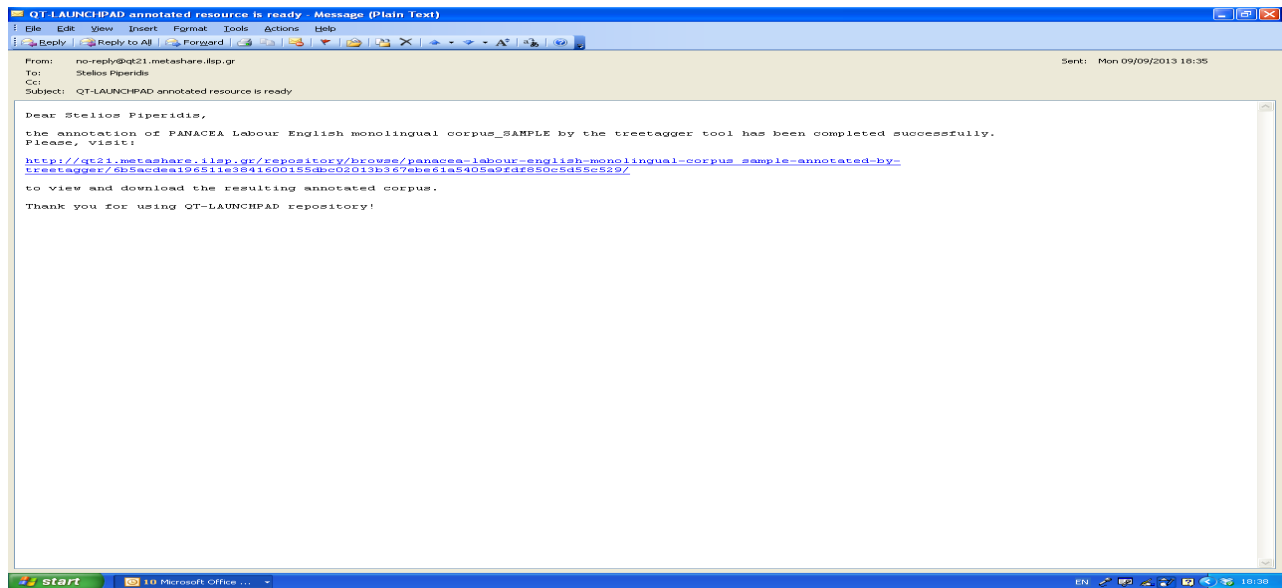 QT-LAUNCHPAD annotated resource is ready - Message (Plain Text)
File Edit View Insert Format Tools Actions Help
Reply Reply to All Forward
From: no-reply@qt21.metashare.ilsp.gr Sent: Mon 09/09/2013 18:35
To: Stelios Piperidis
Cc:
Subject: QT-LAUNCHPAD annotated resource is ready
Dear Stelios Piperidis,
the annotation of PANACEA Labour English monolingual corpus_SAMPLE by the treetagger tool has been completed successfully.
Please, visit:
http://qt21.metashare.ilsp.gr/repository/browse/panacea-labour-english-monolingual-corpus_sample-annotated-by-
treetagger/6b5acdea196511e3841600155dbc02013b367ebe61a5405a9fdf850c5d55c529/
to view and download the resulting annotated corpus.
Thank you for using QT-LAUNCHPAD repository!
start 10 Microsoft Office ... EN 18:38